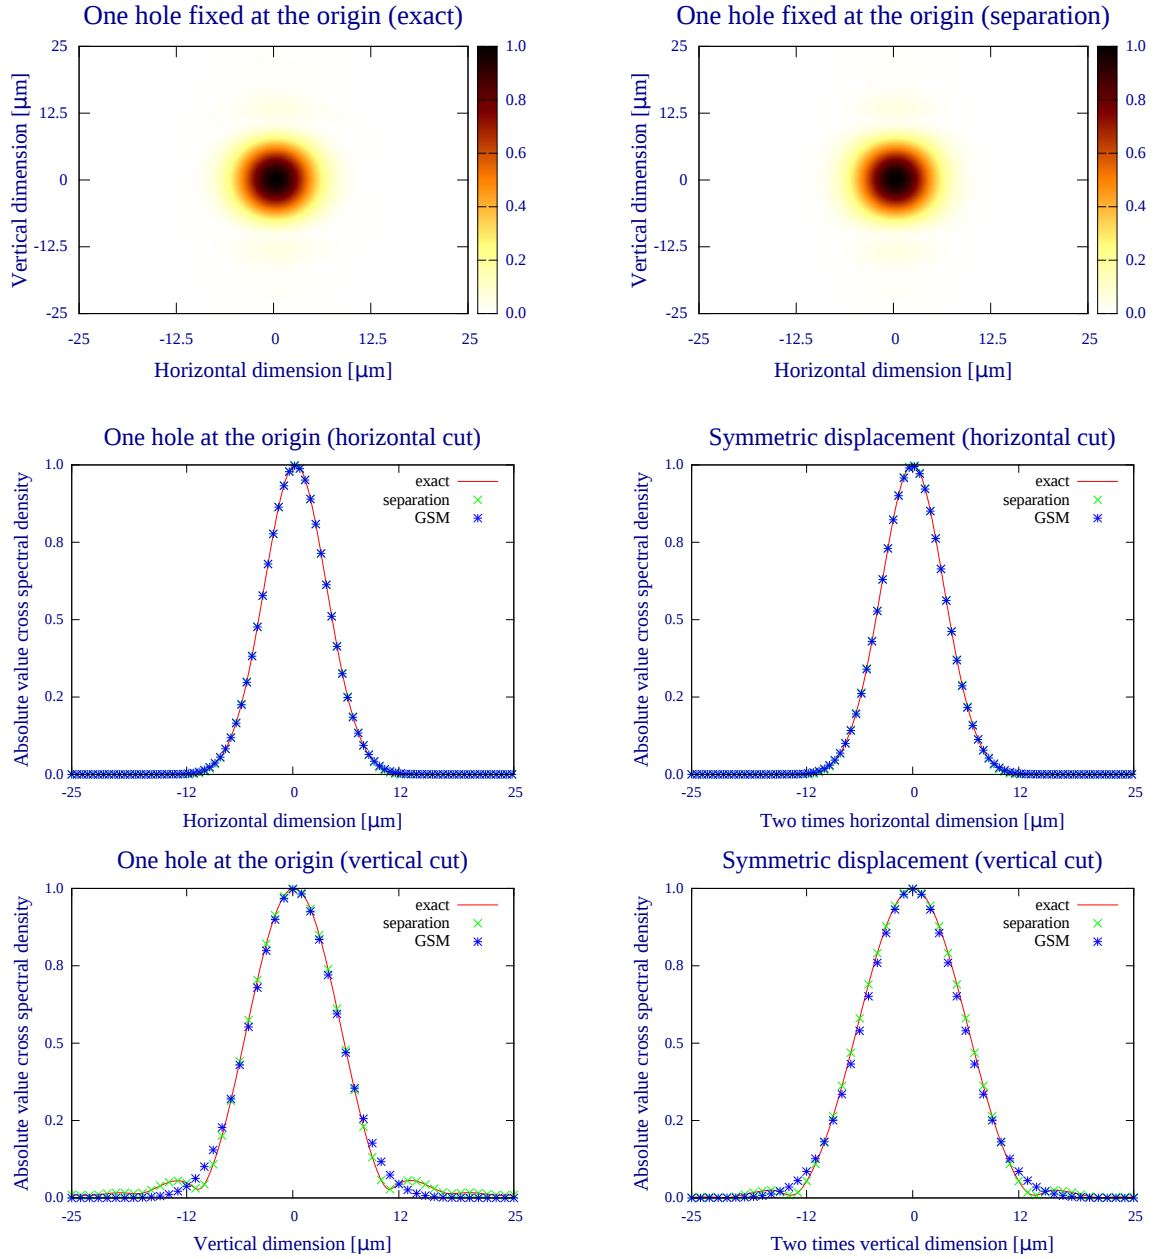 One hole fixed at the origin (exact)
One hole fixed at the origin (separation)
Vertical dimension [µm]
25
12.5
0
-12.5
-25
-25
-12.5
0
12.5
25
Horizontal dimension [µm]
1.0
0.8
0.6
0.4
0.2
0.0
Vertical dimension [µm]
25
12.5
0
-12.5
-25
-25
-12.5
0
12.5
25
Horizontal dimension [µm]
1.0
0.8
0.6
0.4
0.2
0.0
One hole at the origin (horizontal cut)
Absolute value cross spectral density
1.0
0.8
0.5
0.2
0.0
exact
separation
GSM
-25
-12
0
12
25
Horizontal dimension [µm]
Symmetric displacement (horizontal cut)
Absolute value cross spectral density
1.0
0.8
0.5
0.2
0.0
exact
separation
GSM
-25
-12
0
12
25
Two times horizontal dimension [µm]
One hole at the origin (vertical cut)
Absolute value cross spectral density
1.0
0.8
0.5
0.2
0.0
exact
separation
GSM
-25
-12
0
12
25
Vertical dimension [µm]
Symmetric displacement (vertical cut)
Absolute value cross spectral density
1.0
0.8
0.5
0.2
0.0
exact
separation
GSM
-25
-12
0
12
25
Two times vertical dimension [µm]